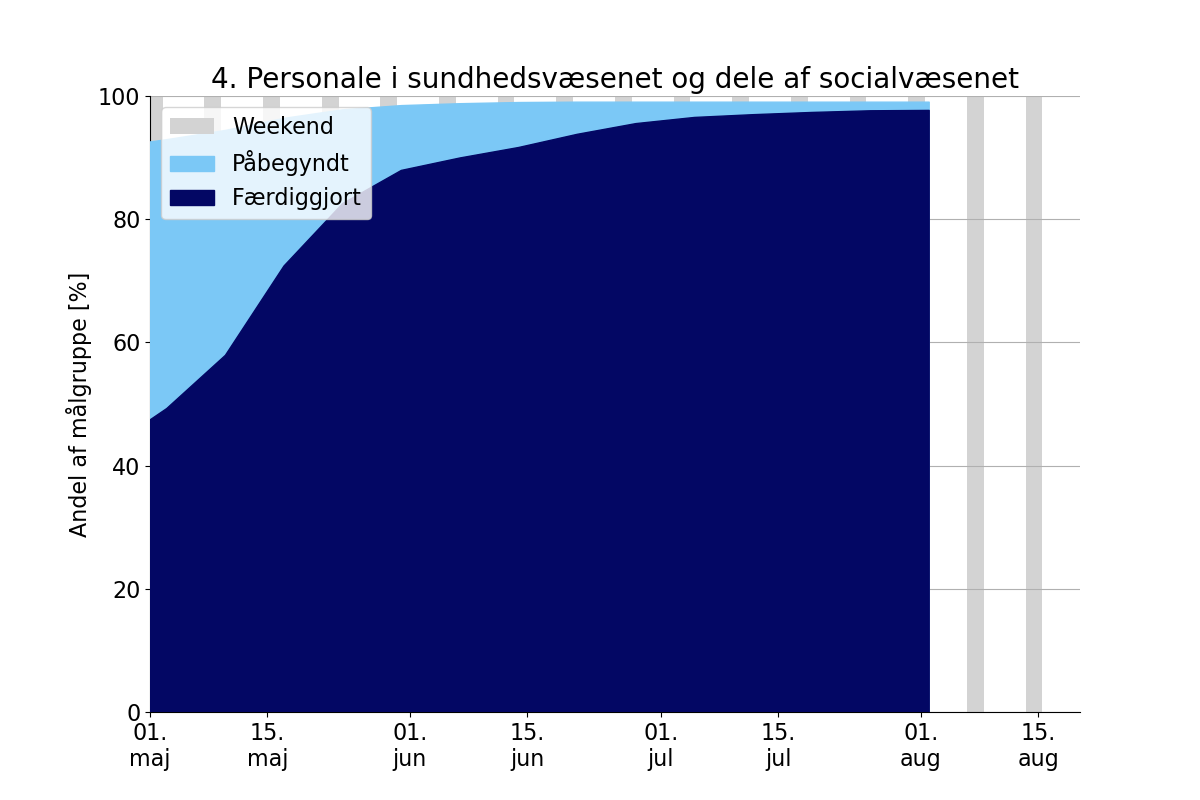 4. Personale i sundhedsvæsenet og dele af socialvæsenet
Andel af målgruppe [%]
100
80
60
40
20
0
Weekend
Påbegyndt
Færdiggjort
01. maj
15. maj
01. jun
15. jun
01. jul
15. jul
01. aug
15. aug